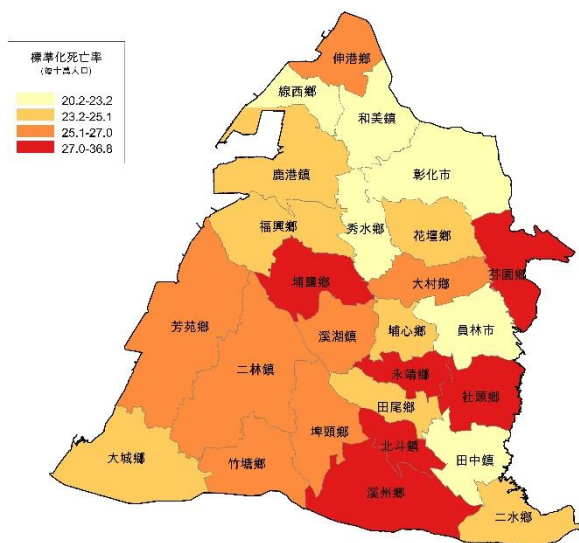 標準化死亡率
(每十萬人口)
20.2-23.2
23.2-25.1
25.1-27.0
27.0-36.8
伸港鄉
線西鄉
和美鎮
彰化市
鹿港鎮
福興鄉
秀水鄉
花壇鄉
芬園鄉
埔鹽鄉
大村鄉
芳苑鄉
溪湖鎮
埔心鄉
員林市
二林鎮
永靖鄉
社頭鄉
田尾鄉
大城鄉
竹塘鄉
埤頭鄉
北斗鎮
田中鎮
溪州鄉
二水鄉